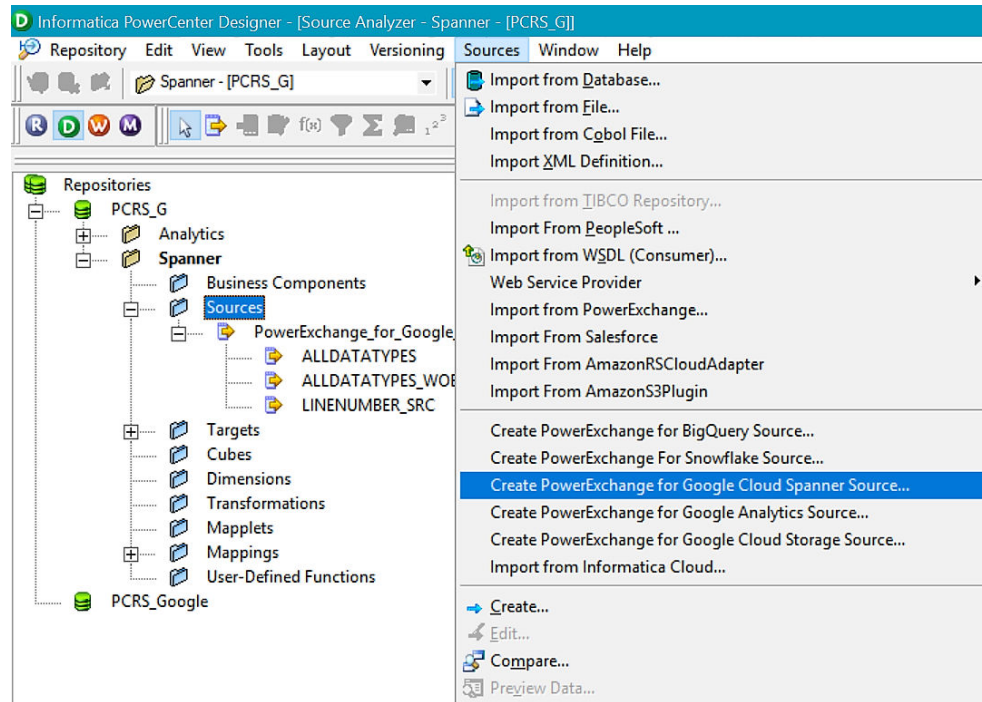 D Informatica PowerCenter Designer - [Source Analyzer - Spanner - [PCRS_G]]
Repository Edit View Tools Layout Versioning Sources Window Help
Spanner - [PCRS_G]
R D W M f(x) Σ 1 2 3
Repositories
PCRS_G
Analytics
Spanner
Business Components
Sources
PowerExchange_for_Google_
ALLDATATYPES
ALLDATATYPES_WOE
LINENUMBER_SRC
Targets
Cubes
Dimensions
Transformations
Mapplets
Mappings
User-Defined Functions
PCRS_Google
Import from Database...
Import from File...
Import from Cobol File...
Import XML Definition...
Import from TIBCO Repository...
Import From PeopleSoft ...
Import from WSDL (Consumer)...
Web Service Provider
Import from PowerExchange...
Import From Salesforce
Import From AmazonRSCloudAdapter
Import From AmazonS3Plugin
Create PowerExchange for BigQuery Source...
Create PowerExchange For Snowflake Source...
Create PowerExchange for Google Cloud Spanner Source...
Create PowerExchange for Google Analytics Source...
Create PowerExchange for Google Cloud Storage Source...
Import from Informatica Cloud...
Create...
Edit...
Compare...
Preview Data...